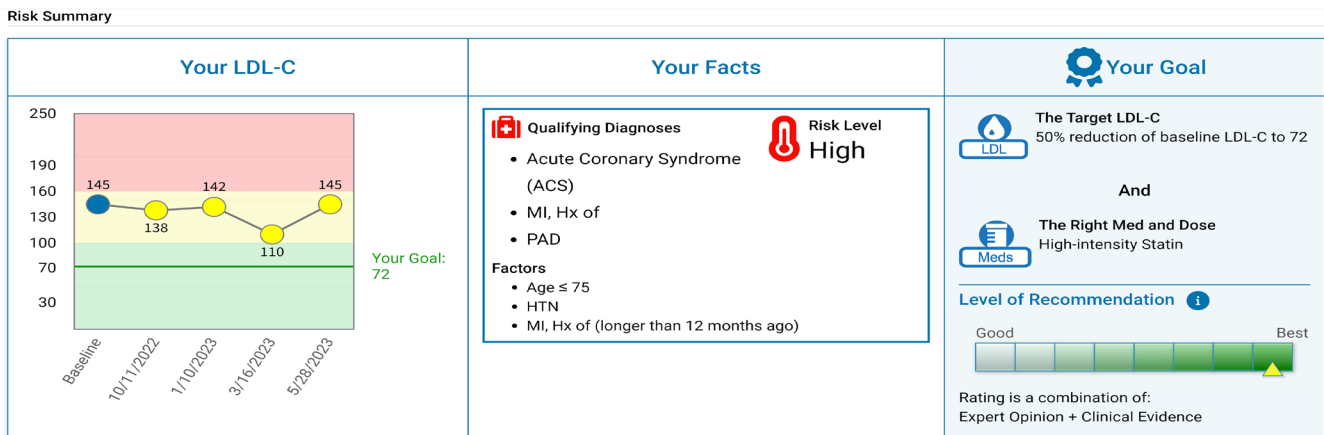 Risk Summary
Your LDL-C
250
190
160
130
100
70
30
145
138
142
110
145
Your Goal:
72
Baseline
10/11/2022
1/10/2023
3/16/2023
5/28/2023
Your Facts
Qualifying Diagnoses
• Acute Coronary Syndrome
(ACS)
• MI, Hx of
• PAD
Risk Level
High
Factors
• Age ≤ 75
• HTN
• MI, Hx of (longer than 12 months ago)
Your Goal
LDL
The Target LDL-C
50% reduction of baseline LDL-C to 72
And
Meds
The Right Med and Dose
High-intensity Statin
Level of Recommendation i
Good Best
Rating is a combination of:
Expert Opinion + Clinical Evidence